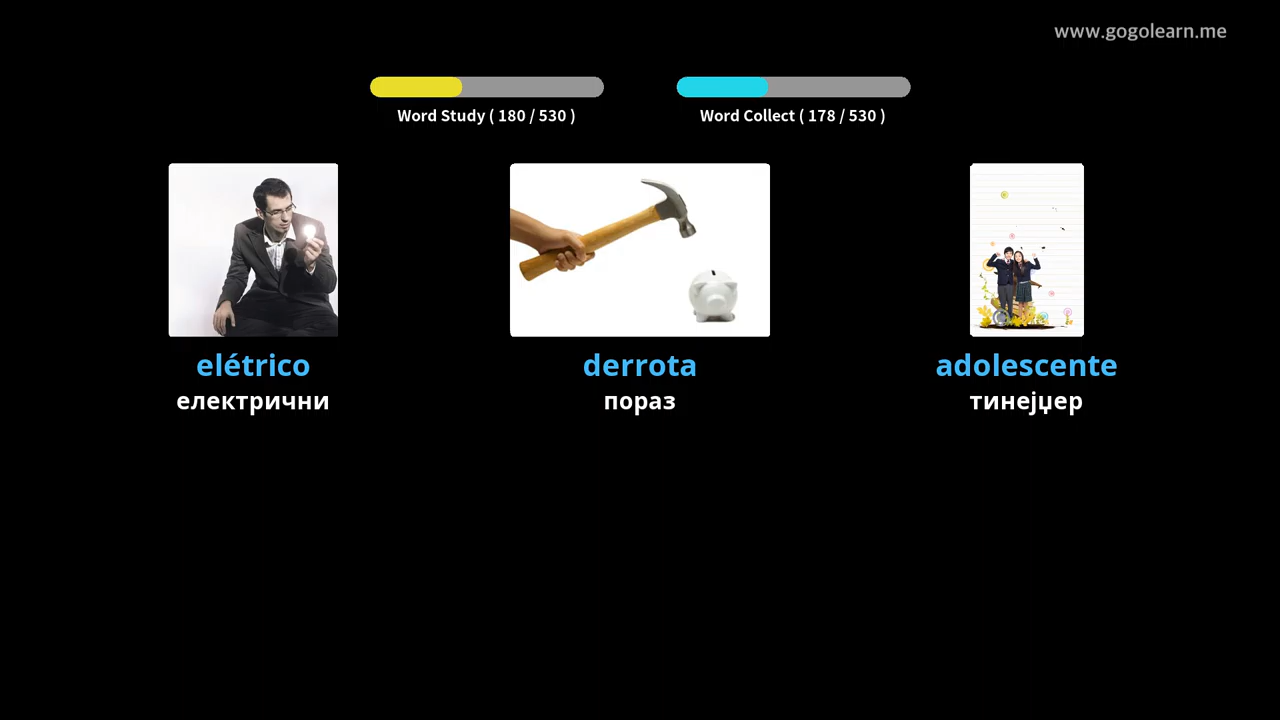 www.gogolearn.me
Word Study ( 180 / 530 )
Word Collect ( 178 / 530 )
elétrico
електрични
derrota
пораз
adolescente
тинејџер